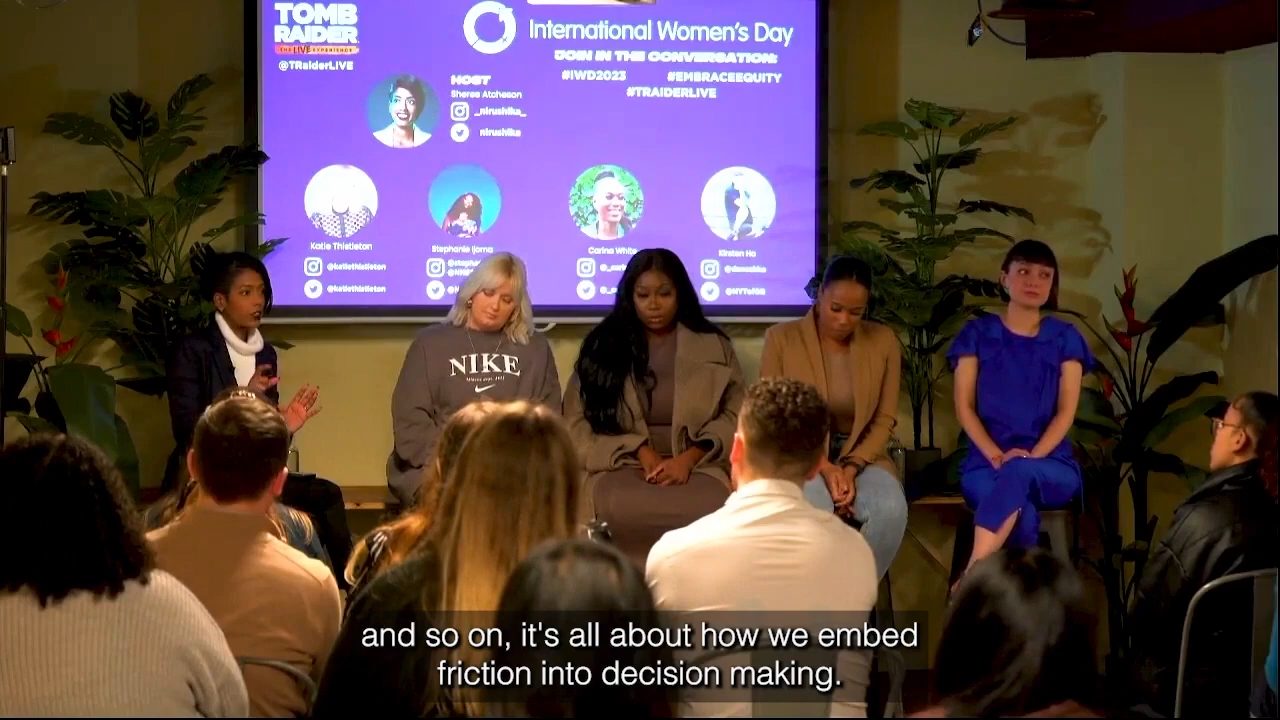 TOMB
RAIDER
THE LIVE EXPERIENCE
@TRaiderLIVE
International Women's Day
JOIN IN THE CONVERSATION:
#IWD2023 #EMBRACEEQUITY
#TRAIDERLIVE
HOST
Sheree Atcheson
_nirushika_
nirushika
Katie Thistleton
@katiethistleton
@katiethistleton
Stephanie Ijoma
Carina White
Kirsten Ho
NIKE
and so on, it's all about how we embed
friction into decision making.